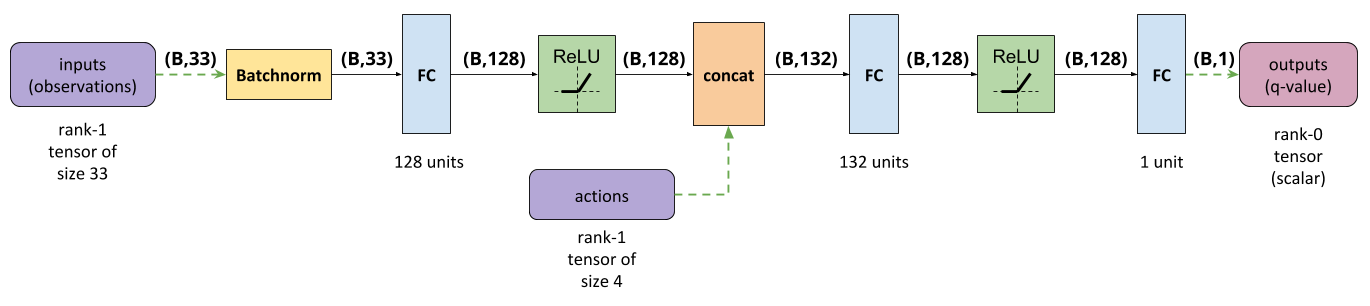 inputs
(observations)
rank-1
tensor of
size 33
(B,33)
Batchnorm
(B,33)
FC
128 units
(B,128)
ReLU
(B,128)
concat
actions
rank-1
tensor of
size 4
(B,132)
FC
132 units
(B,128)
ReLU
(B,128)
FC
1 unit
(B,1)
outputs
(q-value)
rank-0
tensor
(scalar)